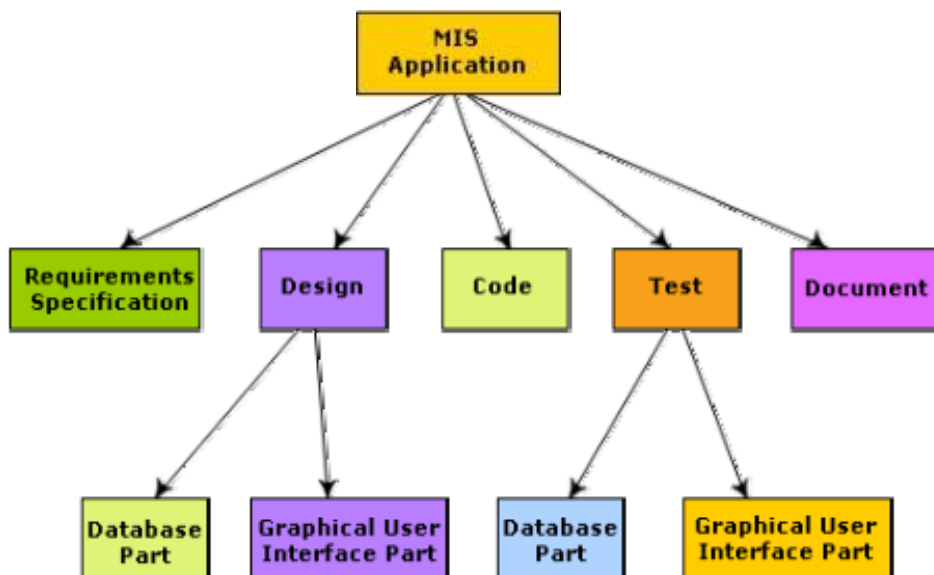 MIS
Application
Requirements
Specification
Design
Code
Test
Document
Database
Part
Graphical User
Interface Part
Database
Part
Graphical User
Interface Part